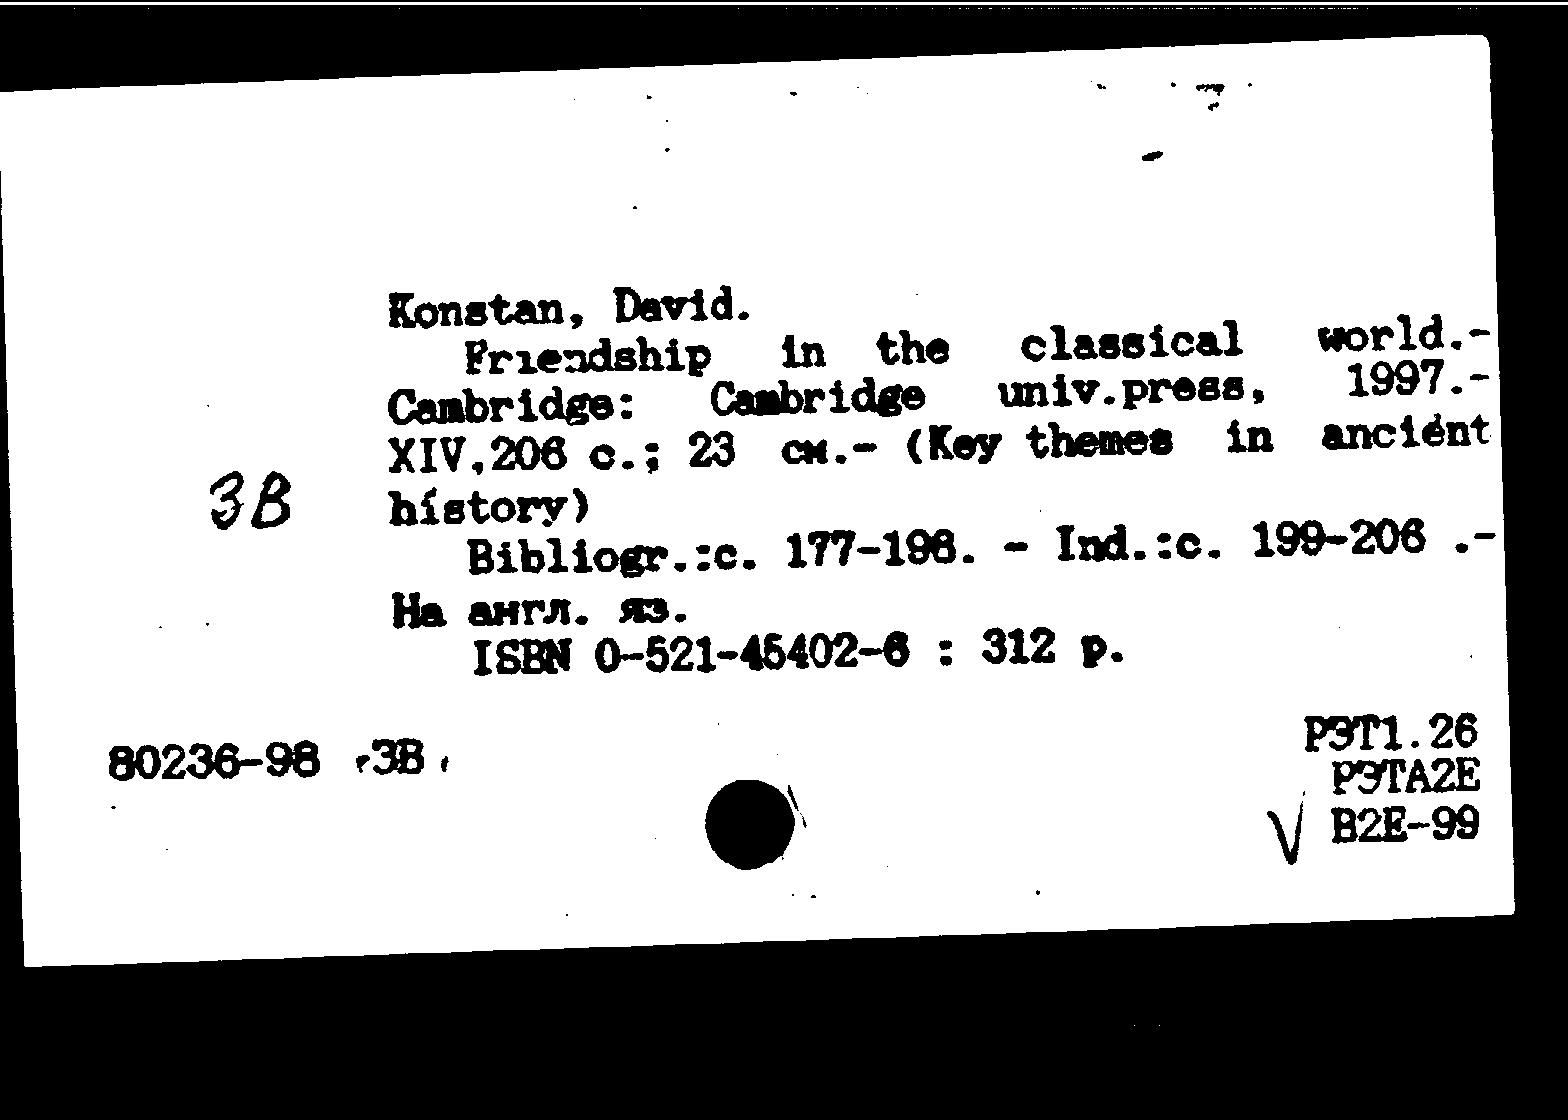 Konstan, David.
Friendship in the classical world.-
Cambridge: Cambridge univ.press, 1997.-
XIV,206 с.; 23 см.- (Key themes in ancient
history)
3В
Bibliogr.:с. 177-198. - Ind.:с. 199-206 .-
На англ. яз.
ISBN 0-521-45402-6 : 312 р.
80236-98 3В
РЭТ1.26
РЭТА2Е
√ В2Е-99